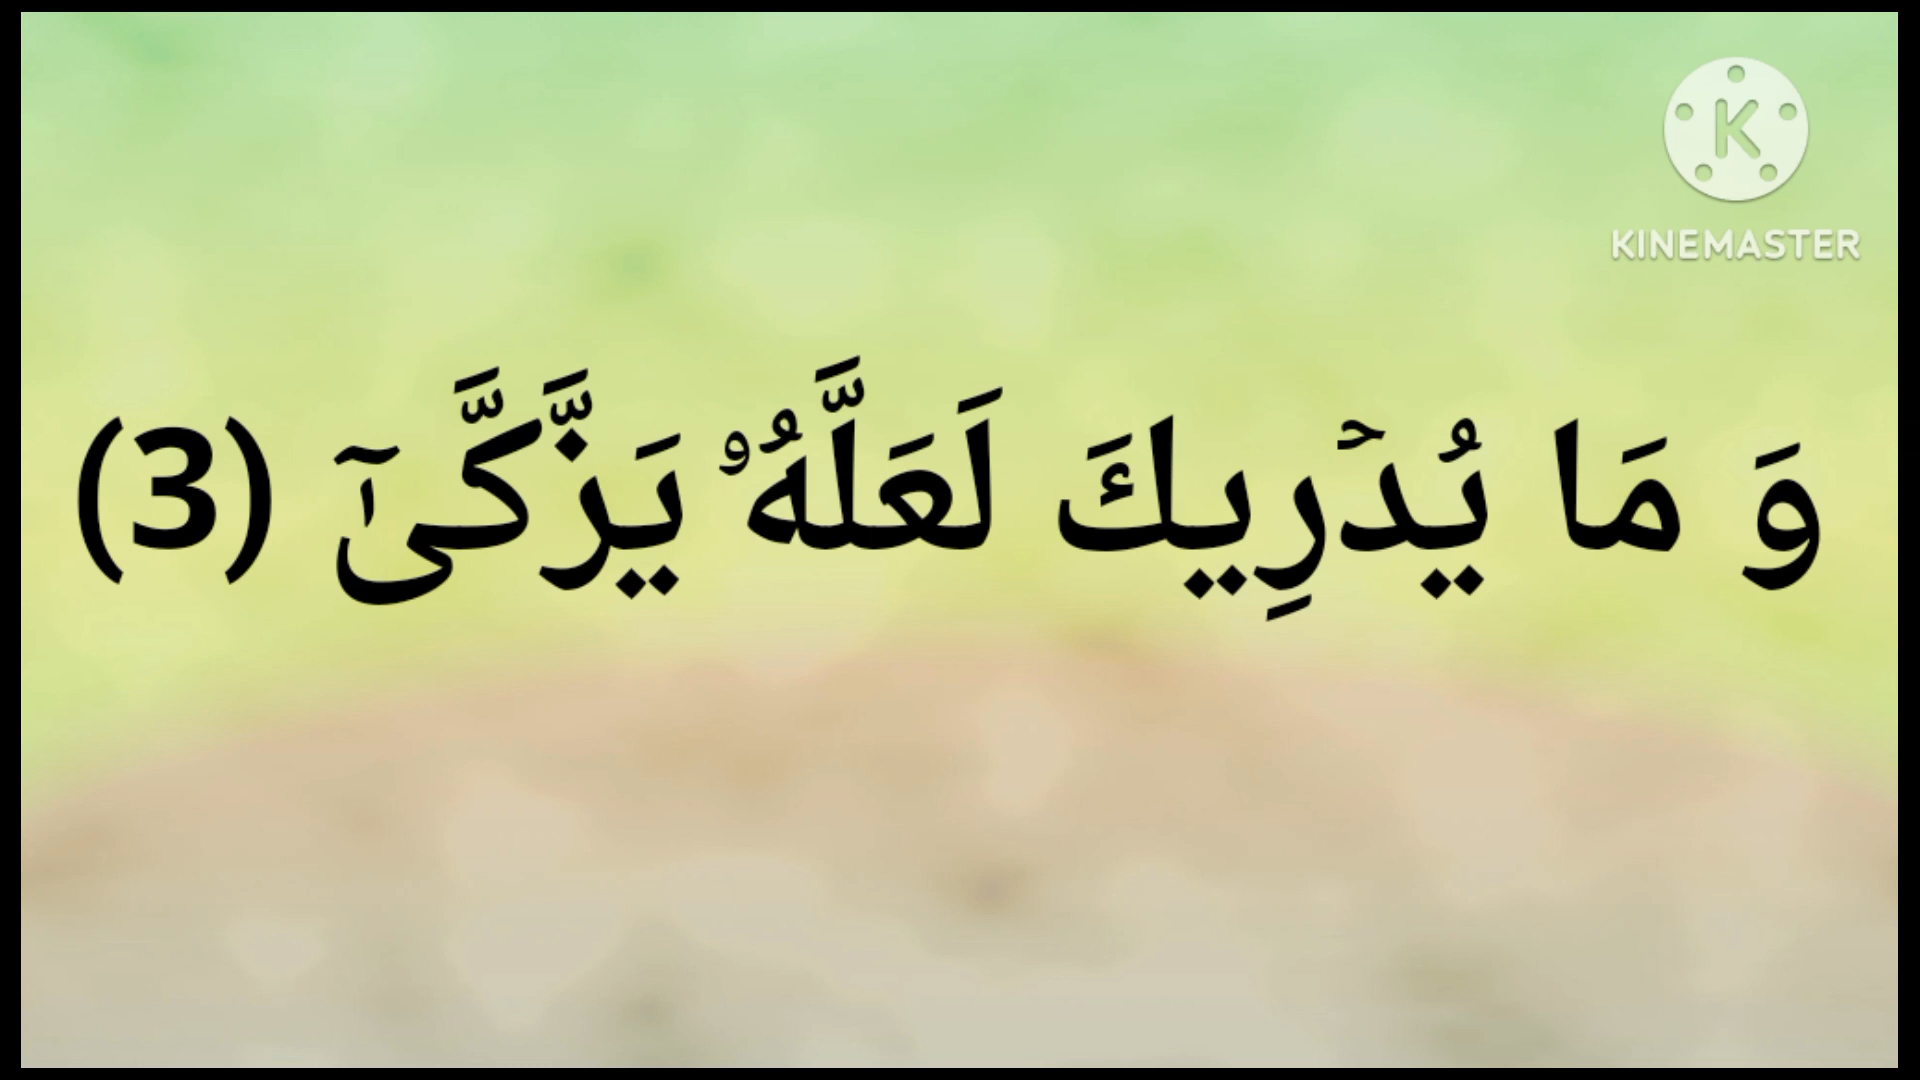 KINEMASTER
وَ مَا يُدۡرِيكَ لَعَلَّهُۥ يَزَّكَّىٰٓ (3)